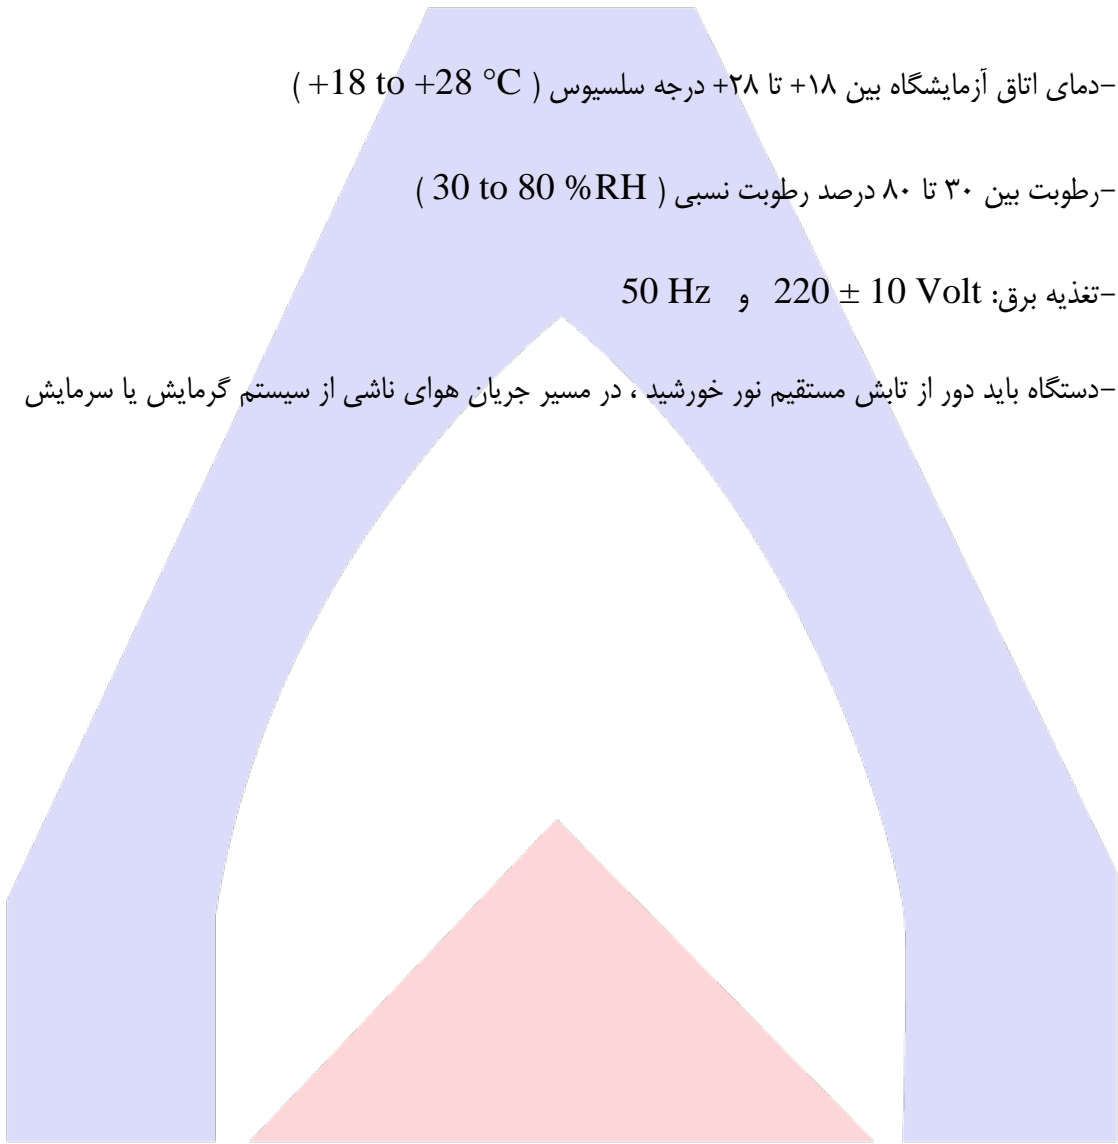 -دمای اتاق آزمایشگاه بین ۱۸+ تا ۲۸+ درجه سلسیوس ( +18 to +28 °C )
-رطوبت بین ۳۰ تا ۸۰ درصد رطوبت نسبی ( 30 to 80 %RH )
-تغذیه برق: 220 ± 10 Volt و 50 Hz
-دستگاه باید دور از تابش مستقیم نور خورشید ، در مسیر جریان هوای ناشی از سیستم گرمایش یا سرمایش